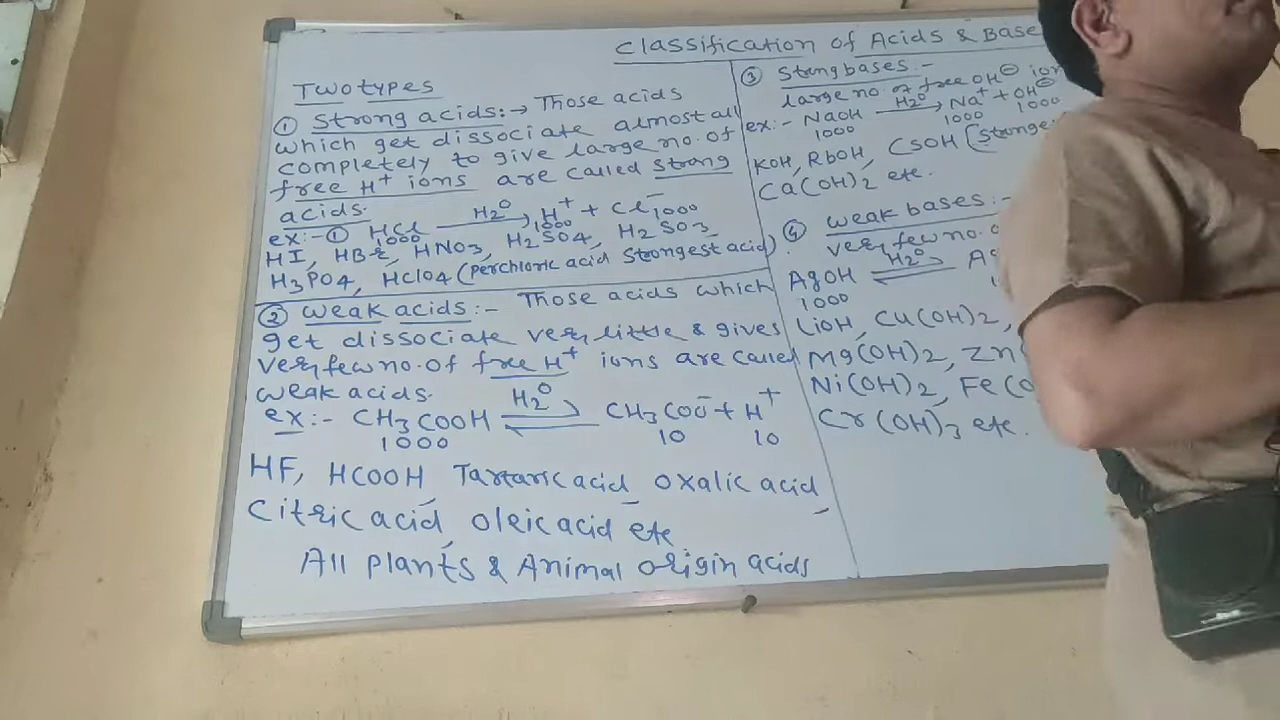 Classification of Acids & Base
Two types
① Strong acids:→ Those acids
which get dissociate almost all
completely to give large no. of
free H⁺ ions are called strong
acids.
ex:-① HCl H₂O→ H⁺ + Cl⁻
1000 1000 1000
HI, HBr, HNO₃, H₂SO₄, H₂SO₃
H₃PO₄, HClO₄ (perchloric acid strongest acid)
② weak acids:- Those acids which
get dissociate very little & gives
very few no. of free H⁺ ions are called
weak acids.
ex:- CH₃COOH H₂O⇌ CH₃COO⁻ + H⁺
1000 10 10
HF, HCOOH, Tartaric acid, oxalic acid,
Citric acid, oleic acid etc
All plants & Animal origin acids
③ Strong bases:-
large no. of free OH⊖ ion
ex:- NaOH H₂O→ Na⁺ + OH⊖
1000 1000 1000
KOH, RbOH, CsOH (stronge
Ca(OH)₂ etc.
④ weak bases:-
very few no.
AgOH H₂O⇌ A
1000
LiOH, Cu(OH)₂,
Mg(OH)₂, Zn
Ni(OH)₂, Fe(O
Cr(OH)₃ etc.